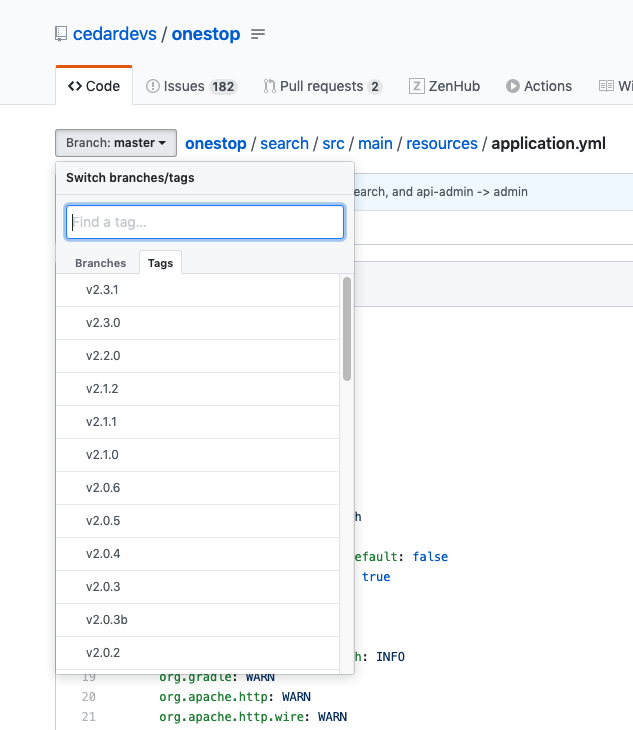 cedardevs / onestop
Code Issues 182 Pull requests 2 ZenHub Actions Wi
Branch: master onestop / search / src / main / resources / application.yml
Switch branches/tags
earch, and api-admin -> admin
Find a tag...
Branches Tags
v2.3.1
v2.3.0
v2.2.0
v2.1.2
v2.1.1
v2.1.0
v2.0.6
v2.0.5
h
v2.0.4
efault: false
true
v2.0.3
v2.0.3b
v2.0.2
h: INFO
19 org.gradle: WARN
20 org.apache.http: WARN
21 org.apache.http.wire: WARN